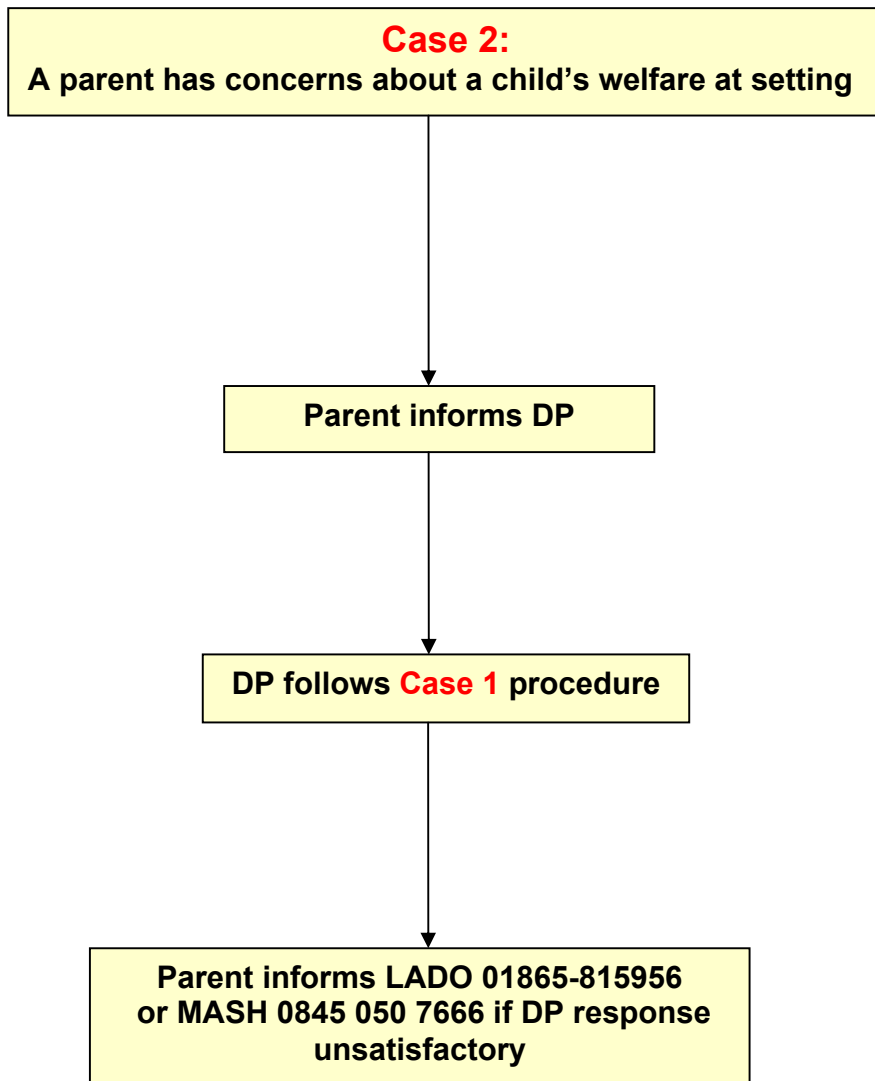 Case 2:
A parent has concerns about a child’s welfare at setting
Parent informs DP
DP follows Case 1 procedure
Parent informs LADO 01865-815956
or MASH 0845 050 7666 if DP response
unsatisfactory